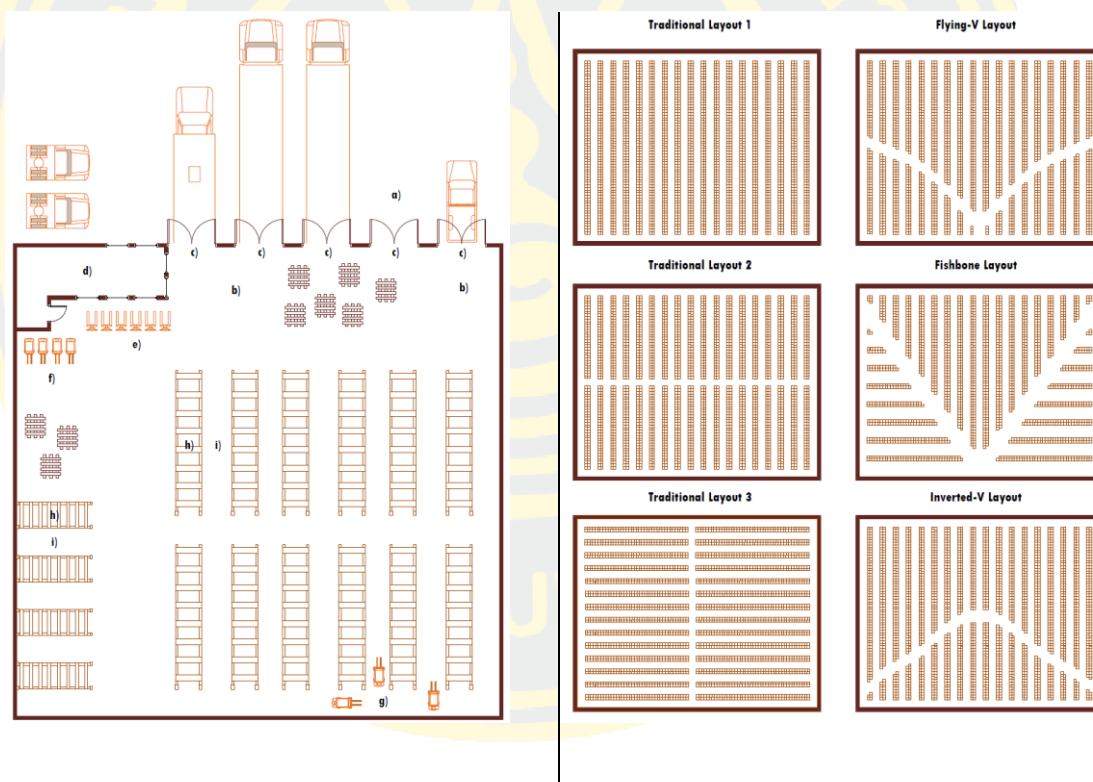 a)
c)
c)
c)
c)
c)
d)
b)
b)
e)
f)
h)
i)
h)
i)
g)
Traditional Layout 1
Flying-V Layout
Traditional Layout 2
Fishbone Layout
Traditional Layout 3
Inverted-V Layout